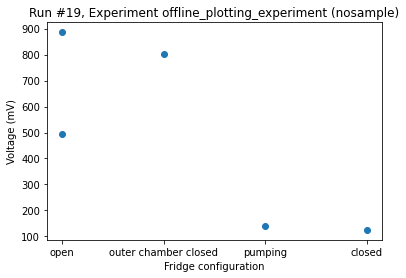 Run #19, Experiment offline_plotting_experiment (nosample)
900
800
700
600
500
400
300
200
100
Voltage (mV)
open
outer chamber closed
pumping
closed
Fridge configuration